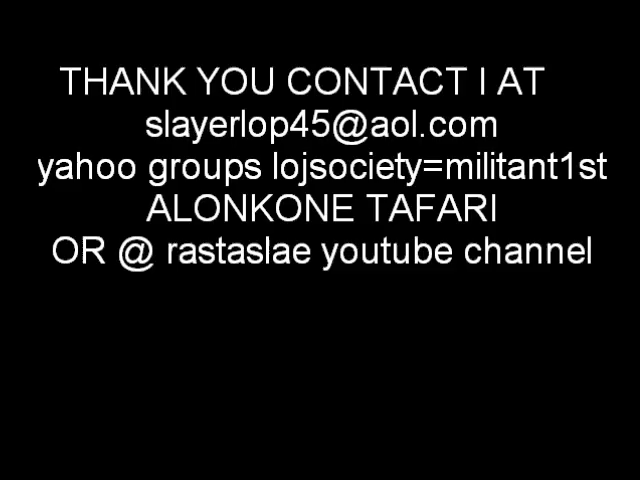 THANK YOU CONTACT I AT
slayerlop45@aol.com
yahoo groups lojsociety=militant1st
ALONKONE TAFARI
OR @ rastaslae youtube channel